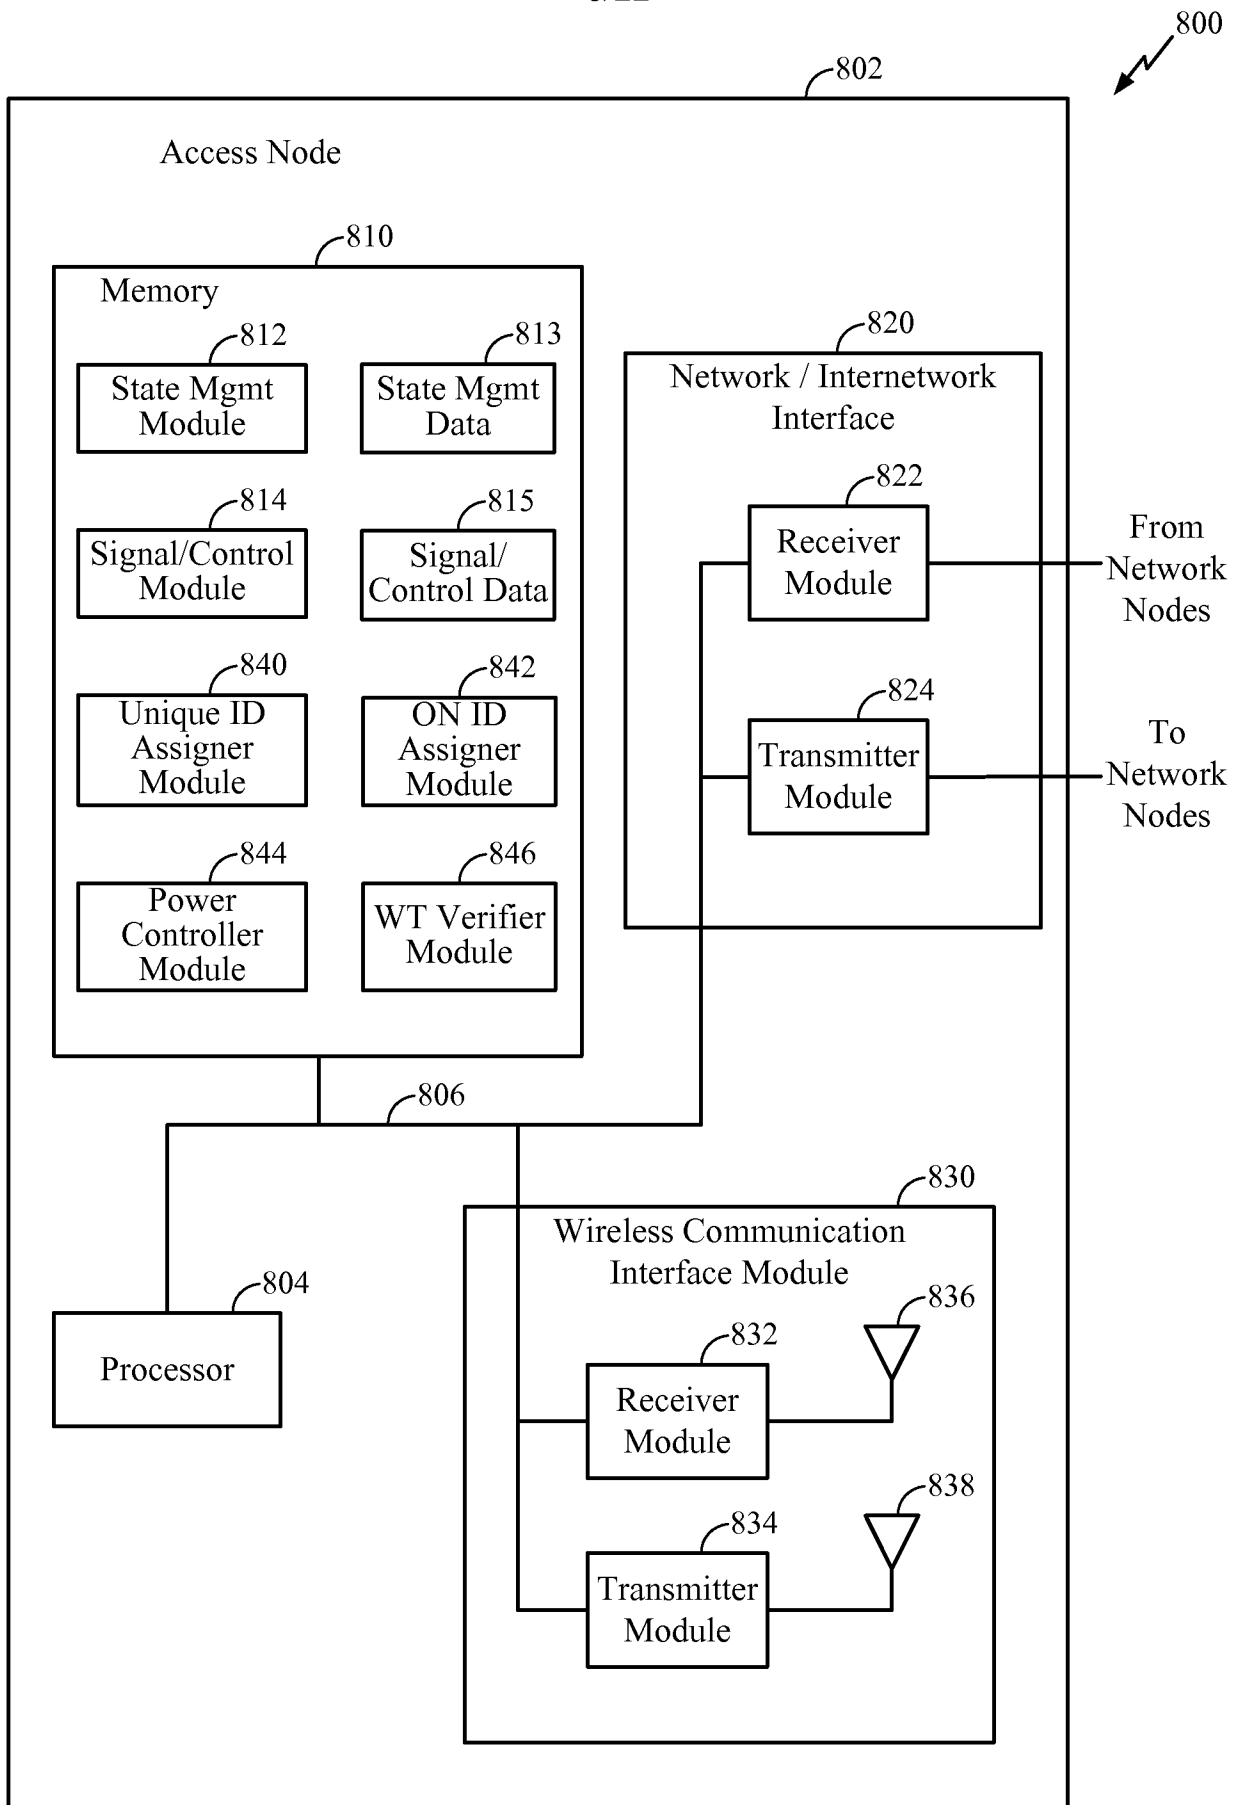 800
802
Access Node
810
Memory
812
State Mgmt
Module
813
State Mgmt
Data
814
Signal/Control
Module
815
Signal/
Control Data
840
Unique ID
Assigner
Module
842
ON ID
Assigner
Module
844
Power
Controller
Module
846
WT Verifier
Module
820
Network / Internetwork
Interface
822
Receiver
Module
From
Network
Nodes
824
Transmitter
Module
To
Network
Nodes
806
804
Processor
830
Wireless Communication
Interface Module
832
Receiver
Module
836
834
Transmitter
Module
838